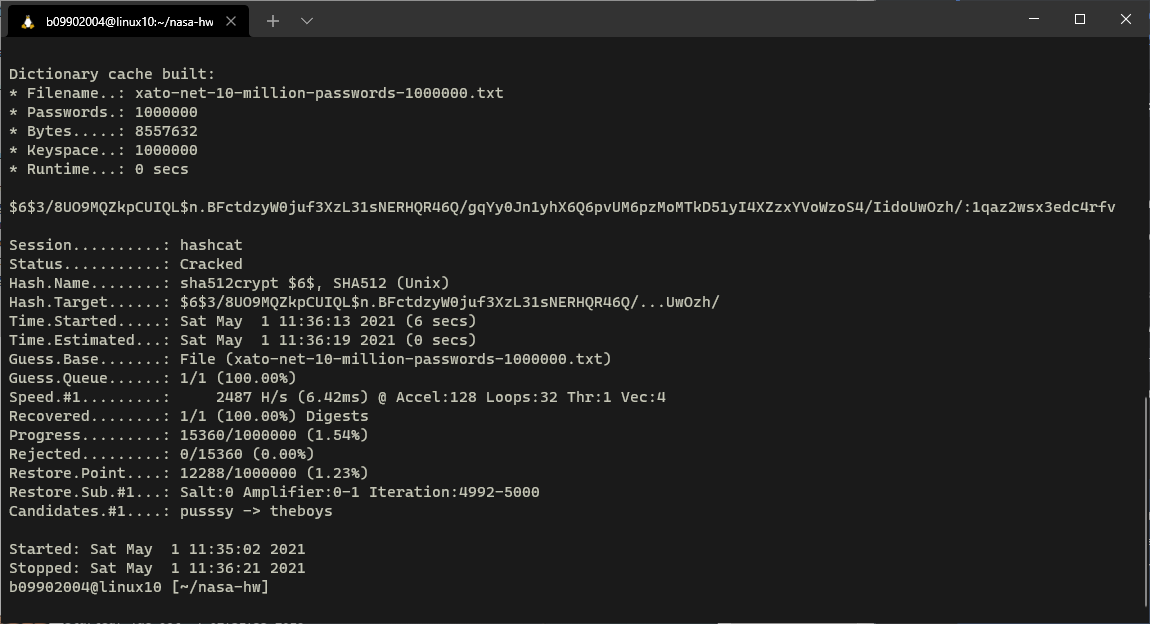 b09902004@linux10:~/nasa-hw
Dictionary cache built:
* Filename..: xato-net-10-million-passwords-1000000.txt
* Passwords.: 1000000
* Bytes.....: 8557632
* Keyspace..: 1000000
* Runtime...: 0 secs
$6$3/8UO9MQZkpCUIQL$n.BFctdzyW0juf3XzL31sNERHQR46Q/gqYy0Jn1yhX6Q6pvUM6pzMoMTkD51yI4XZzxYVoWzoS4/IidoUwOzh/:1qaz2wsx3edc4rfv
Session..........: hashcat
Status...........: Cracked
Hash.Name........: sha512crypt $6$, SHA512 (Unix)
Hash.Target......: $6$3/8UO9MQZkpCUIQL$n.BFctdzyW0juf3XzL31sNERHQR46Q/...UwOzh/
Time.Started.....: Sat May  1 11:36:13 2021 (6 secs)
Time.Estimated...: Sat May  1 11:36:19 2021 (0 secs)
Guess.Base.......: File (xato-net-10-million-passwords-1000000.txt)
Guess.Queue......: 1/1 (100.00%)
Speed.#1.........:     2487 H/s (6.42ms) @ Accel:128 Loops:32 Thr:1 Vec:4
Recovered........: 1/1 (100.00%) Digests
Progress.........: 15360/1000000 (1.54%)
Rejected.........: 0/15360 (0.00%)
Restore.Point....: 12288/1000000 (1.23%)
Restore.Sub.#1...: Salt:0 Amplifier:0-1 Iteration:4992-5000
Candidates.#1....: pusssy -> theboys
Started: Sat May  1 11:35:02 2021
Stopped: Sat May  1 11:36:21 2021
b09902004@linux10 [~/nasa-hw]